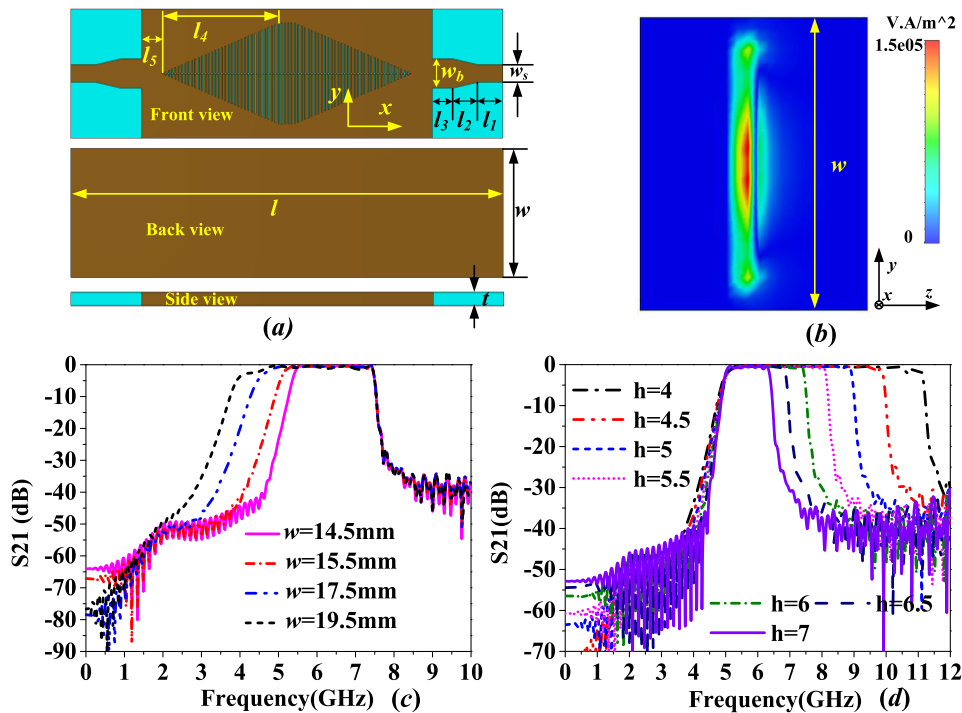 l5
l4
wb
ws
y
x
l3
l2
l1
Front view
l
w
Back view
Side view
t
(a)
V.A/m^2
1.5e05
0
w
y
x
z
(b)
S21 (dB)
0
-10
-20
-30
-40
-50
-60
-70
-80
-90
w=14.5mm
w=15.5mm
w=17.5mm
w=19.5mm
0 1 2 3 4 5 6 7 8 9 10
Frequency(GHz)
(c)
S21(dB)
0
-10
-20
-30
-40
-50
-60
-70
h=4
h=4.5
h=5
h=5.5
h=6
h=6.5
h=7
0 1 2 3 4 5 6 7 8 9 10 11 12
Frequency(GHz)
(d)